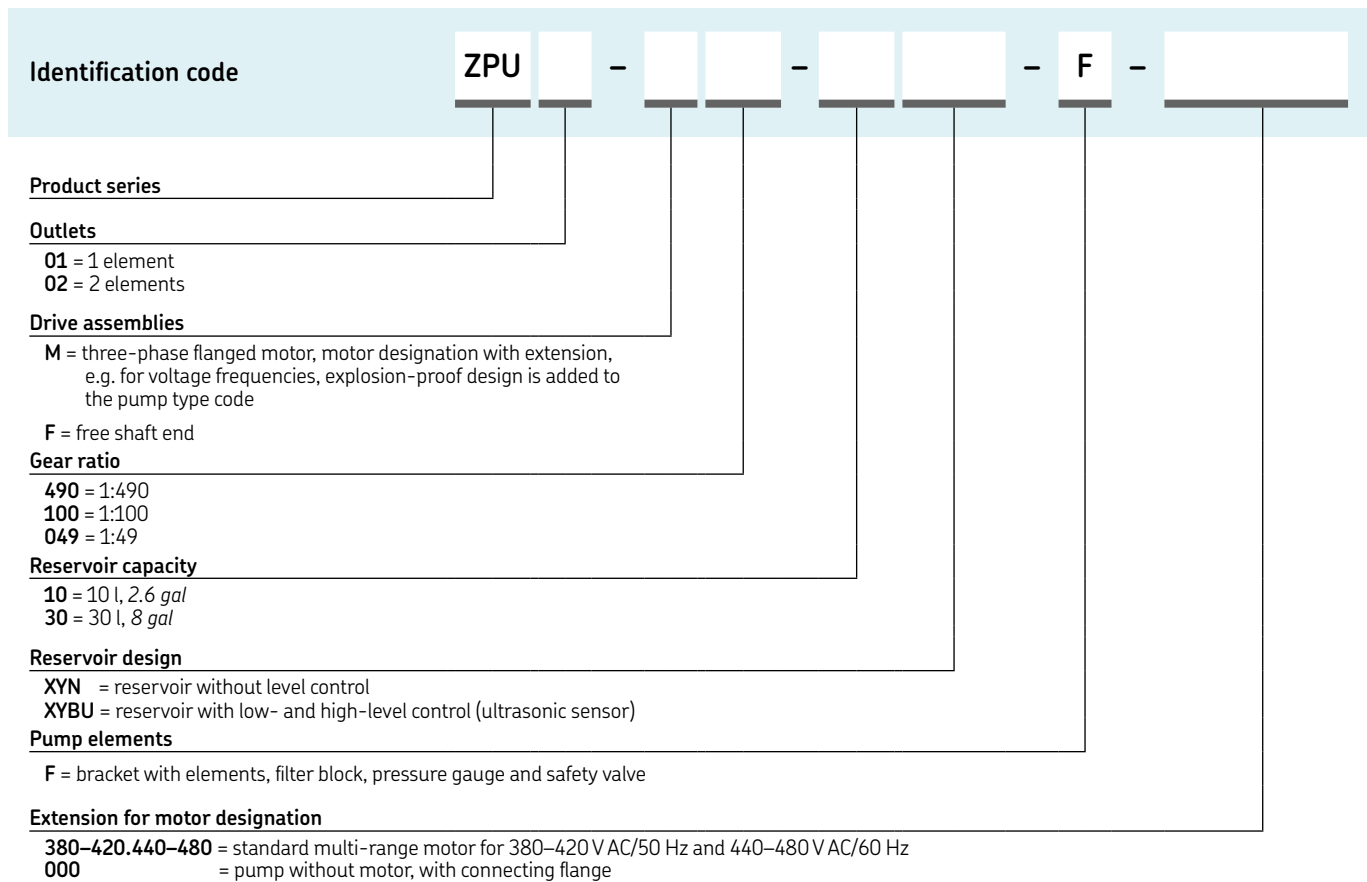 Identification code ZPU – – – F –
Product series
Outlets
01 = 1 element
02 = 2 elements
Drive assemblies
M = three-phase flanged motor, motor designation with extension,
e.g. for voltage frequencies, explosion-proof design is added to
the pump type code
F = free shaft end
Gear ratio
490 = 1:490
100 = 1:100
049 = 1:49
Reservoir capacity
10 = 10 l, 2.6 gal
30 = 30 l, 8 gal
Reservoir design
XYN = reservoir without level control
XYBU = reservoir with low- and high-level control (ultrasonic sensor)
Pump elements
F = bracket with elements, filter block, pressure gauge and safety valve
Extension for motor designation
380–420.440–480 = standard multi-range motor for 380–420 V AC/50 Hz and 440–480 V AC/60 Hz
000 = pump without motor, with connecting flange